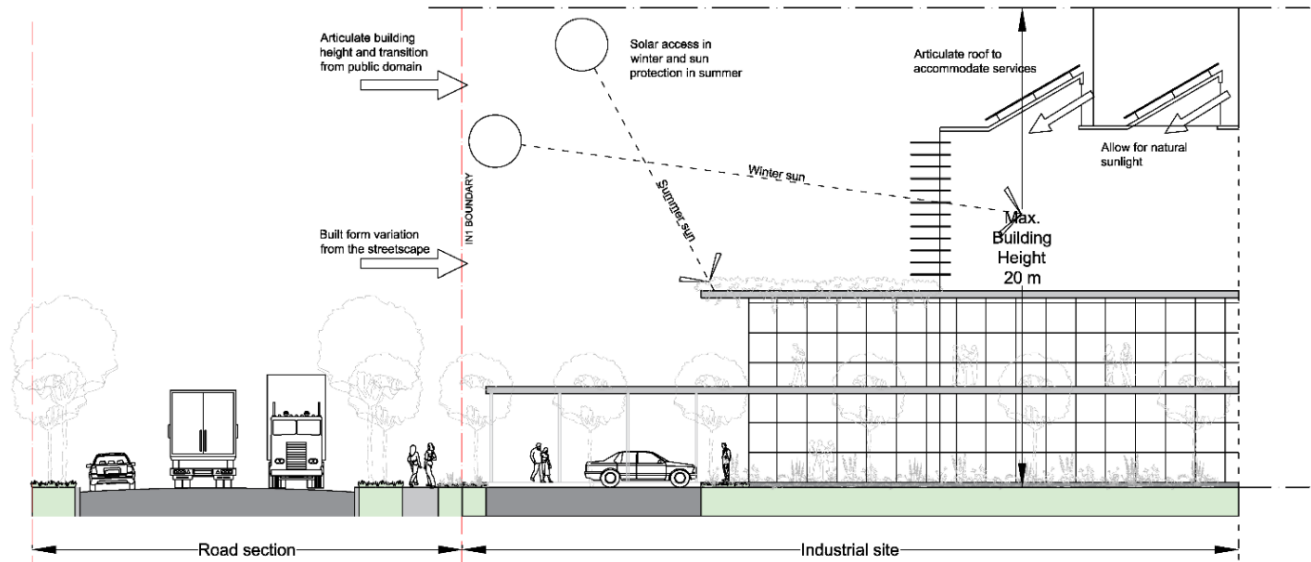 Articulate building
height and transition
from public domain
Solar access in
winter and sun
protection in summer
Articulate roof to
accommodate services
Allow for natural
sunlight
Winter sun
Summer sun
IN1 BOUNDARY
Built form variation
from the streetscape
Max.
Building
Height
20 m
Road section
Industrial site